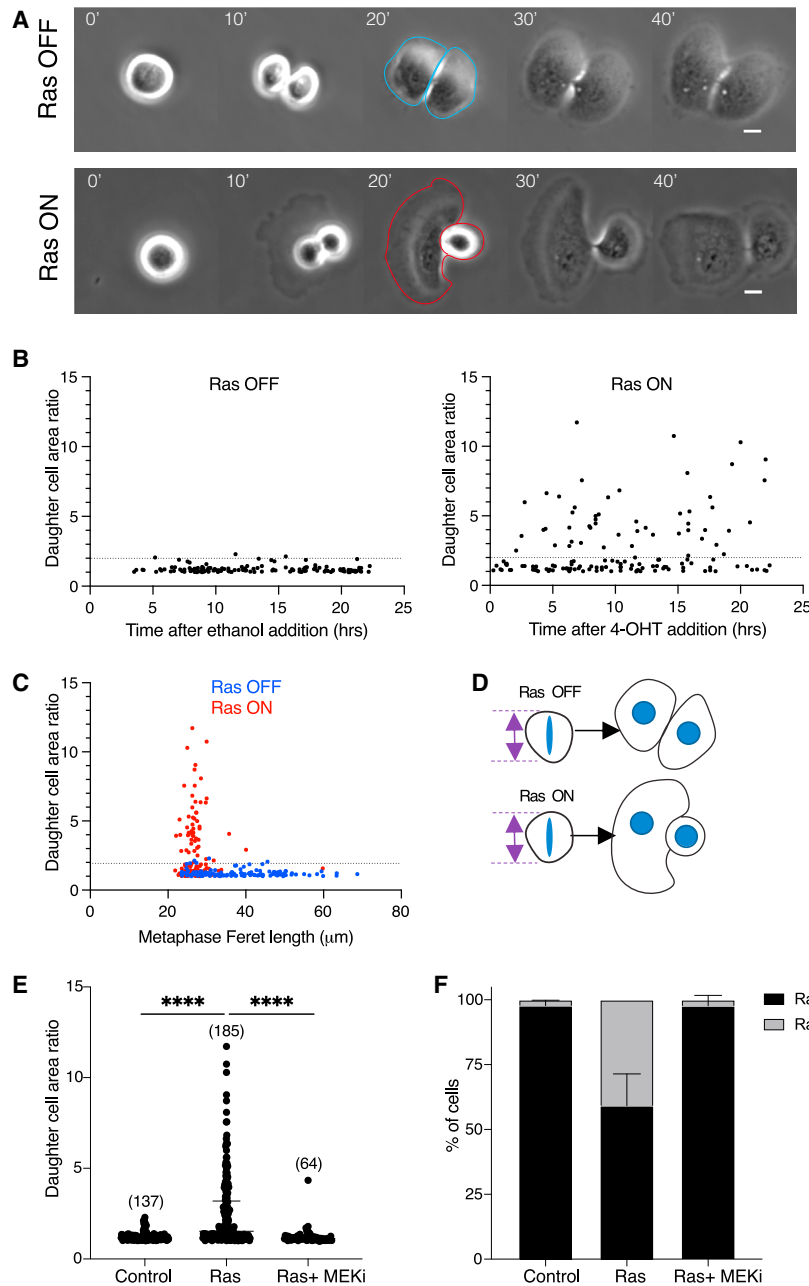 A
Ras OFF
0' 10' 20' 30' 40'
Ras ON
0' 10' 20' 30' 40'
B
Ras OFF
Daughter cell area ratio
15
10
5
0
0 5 10 15 20 25
Time after ethanol addition (hrs)
Ras ON
Daughter cell area ratio
15
10
5
0
0 5 10 15 20 25
Time after 4-OHT addition (hrs)
C
Ras OFF
Ras ON
Daughter cell area ratio
15
10
5
0
0 20 40 60 80
Metaphase Feret length (μm)
D
Ras OFF
Ras ON
E
Daughter cell area ratio
15
10
5
0
**** ****
(185)
(137)
(64)
Control Ras Ras+ MEKi
F
% of cells
100
75
50
25
0
Control Ras Ras+ MEKi
Ra
Ra